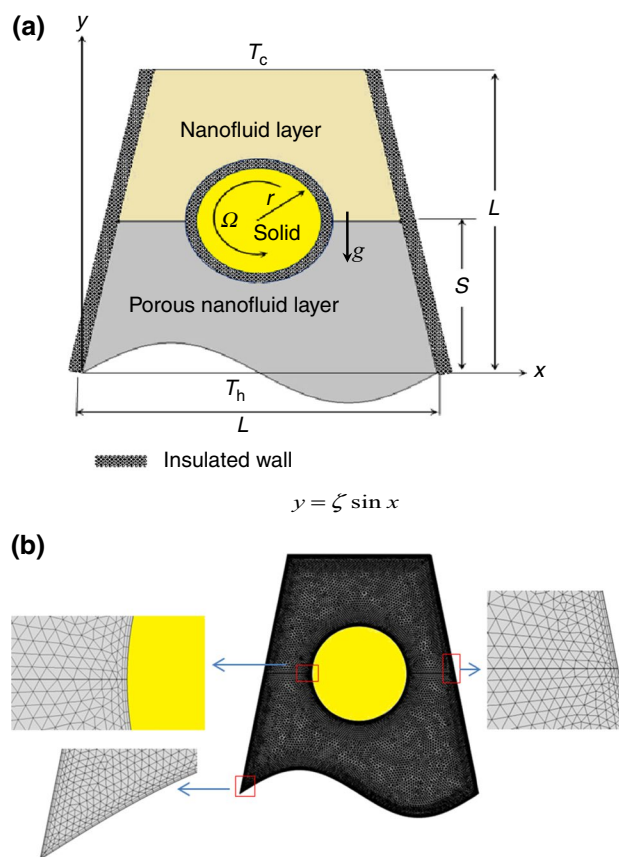 (a)
y
T_c
Nanofluid layer
r
Ω
Solid
g
L
S
Porous nanofluid layer
x
T_h
L
Insulated wall
y = ζ sin x
(b)